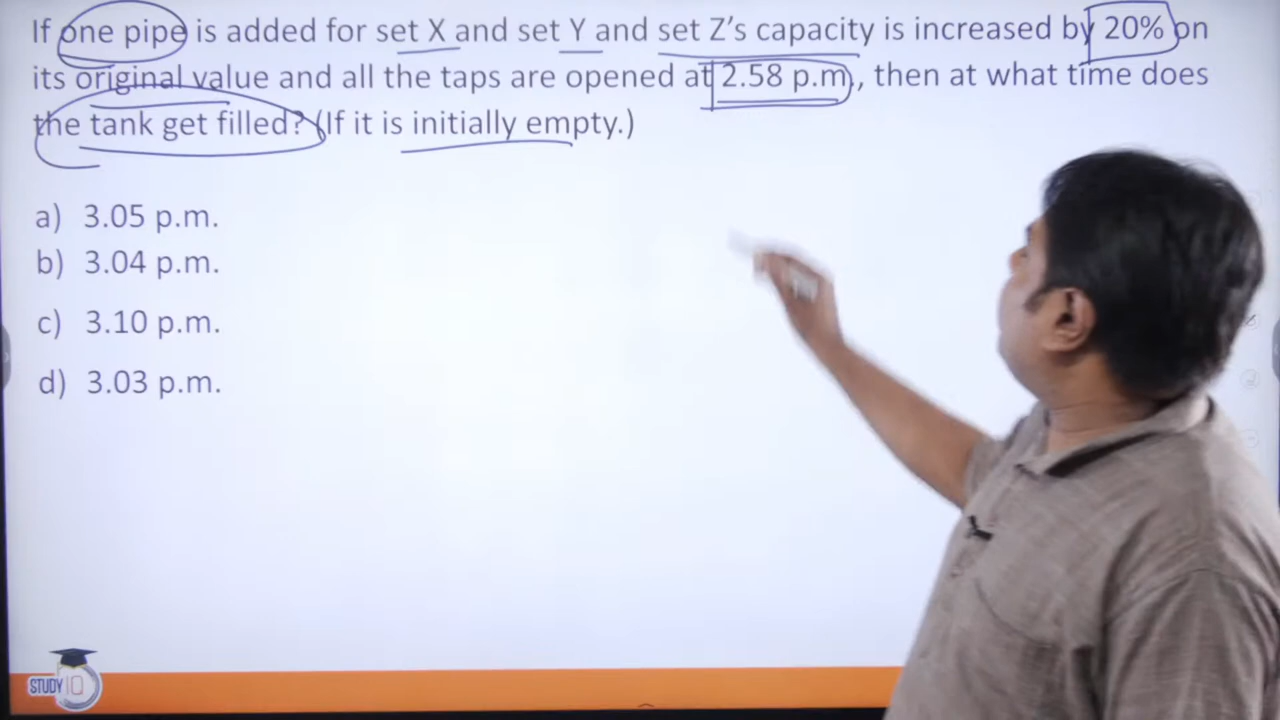 If one pipe is added for set X and set Y and set Z’s capacity is increased by 20% on
its original value and all the taps are opened at 2.58 p.m., then at what time does
the tank get filled? (If it is initially empty.)
a) 3.05 p.m.
b) 3.04 p.m.
c) 3.10 p.m.
d) 3.03 p.m.
STUDY IQ